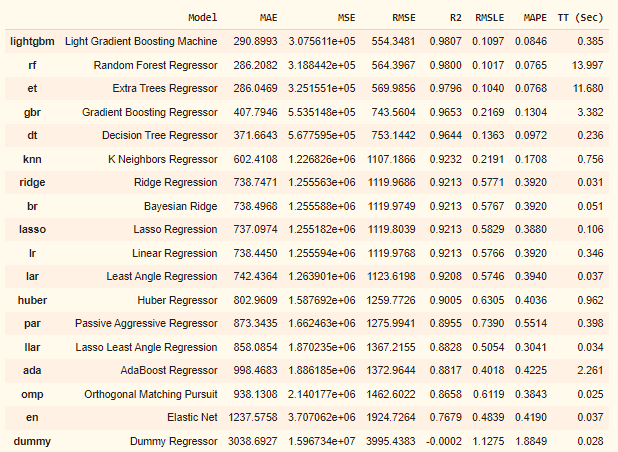 Model MAE MSE RMSE R2 RMSLE MAPE TT (Sec)
lightgbm Light Gradient Boosting Machine 290.8993 3.075611e+05 554.3481 0.9807 0.1097 0.0846 0.385
rf Random Forest Regressor 286.2082 3.188442e+05 564.3967 0.9800 0.1017 0.0765 13.997
et Extra Trees Regressor 286.0469 3.251551e+05 569.9856 0.9796 0.1040 0.0768 11.680
gbr Gradient Boosting Regressor 407.7946 5.535148e+05 743.5604 0.9653 0.2169 0.1304 3.382
dt Decision Tree Regressor 371.6643 5.677595e+05 753.1442 0.9644 0.1363 0.0972 0.236
knn K Neighbors Regressor 602.4108 1.226826e+06 1107.1866 0.9232 0.2191 0.1708 0.756
ridge Ridge Regression 738.7471 1.255563e+06 1119.9686 0.9213 0.5771 0.3920 0.031
br Bayesian Ridge 738.4968 1.255588e+06 1119.9749 0.9213 0.5767 0.3920 0.051
lasso Lasso Regression 737.0974 1.255182e+06 1119.8039 0.9213 0.5829 0.3880 0.106
lr Linear Regression 738.4450 1.255594e+06 1119.9768 0.9213 0.5766 0.3920 0.346
lar Least Angle Regression 742.4364 1.263901e+06 1123.6198 0.9208 0.5746 0.3940 0.037
huber Huber Regressor 802.9609 1.587692e+06 1259.7726 0.9005 0.6305 0.4036 0.962
par Passive Aggressive Regressor 873.3435 1.662463e+06 1275.9941 0.8955 0.7390 0.5514 0.398
llar Lasso Least Angle Regression 858.0854 1.870235e+06 1367.2155 0.8828 0.5054 0.3041 0.034
ada AdaBoost Regressor 998.4683 1.886185e+06 1372.9644 0.8817 0.4018 0.4225 2.261
omp Orthogonal Matching Pursuit 938.1308 2.140177e+06 1462.6022 0.8658 0.6119 0.3843 0.025
en Elastic Net 1237.5758 3.707062e+06 1924.7264 0.7679 0.4839 0.4190 0.037
dummy Dummy Regressor 3038.6927 1.596734e+07 3995.4383 -0.0002 1.1275 1.8849 0.028